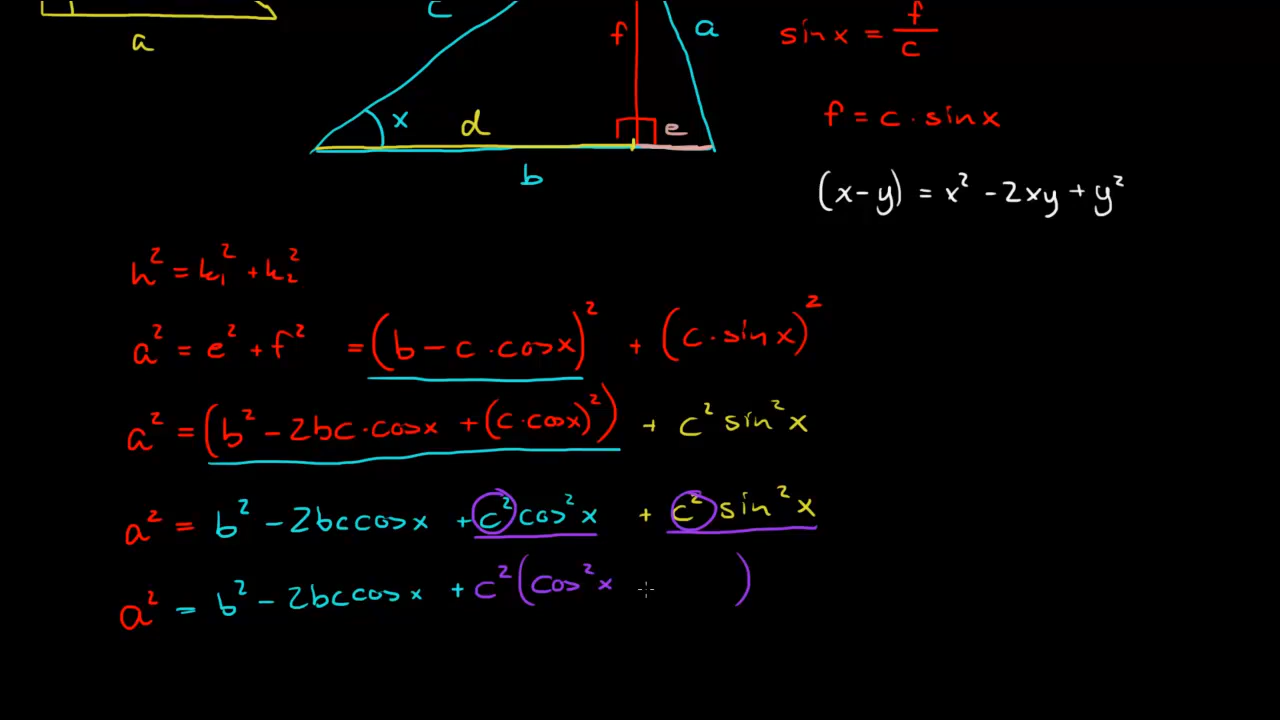 a
c
f
a
x
d
e
b
sin x = f/c
f = c · sin x
(x-y) = x² - 2xy + y²
h² = k₁² + k₂²
a² = e² + f² = (b - c · cos x)² + (c · sin x)²
a² = (b² - 2bc · cos x + (c · cos x)²) + c² sin² x
a² = b² - 2bc cos x + c² cos² x + c² sin² x
a² = b² - 2bc cos x + c² (cos² x )